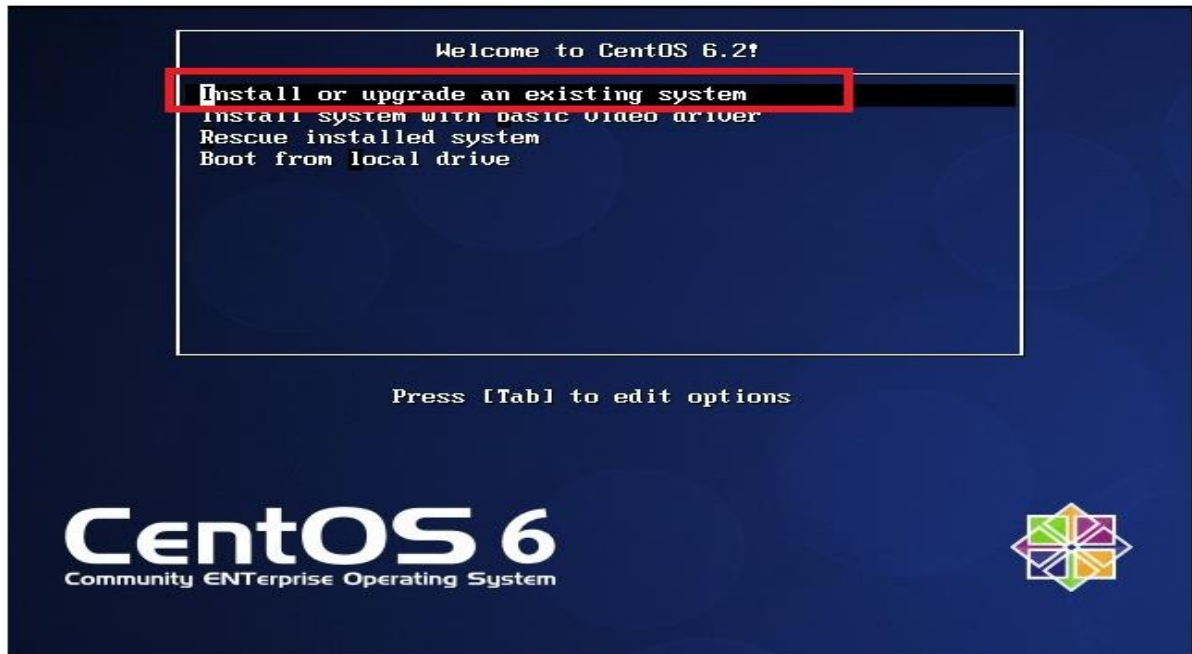 Welcome to CentOS 6.2!
Install or upgrade an existing system
Install system with basic video driver
Rescue installed system
Boot from local drive
Press [Tab] to edit options
CentOS 6
Community ENTerprise Operating System